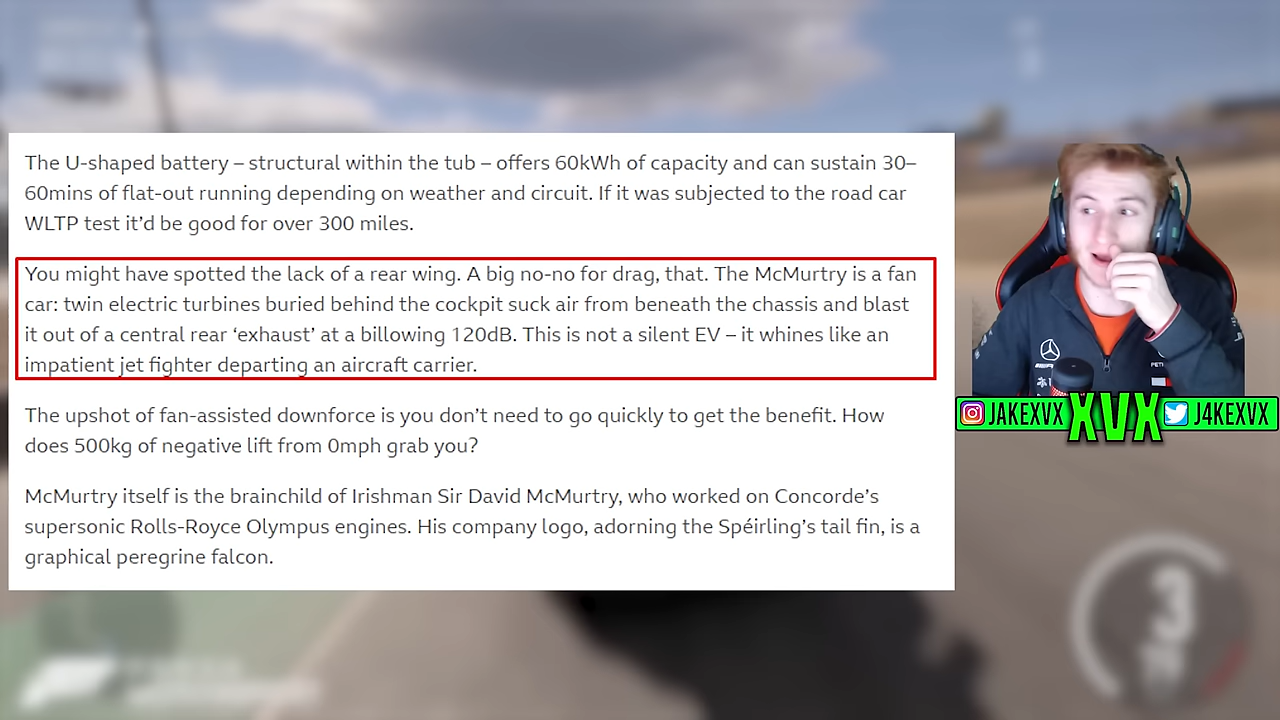 The U-shaped battery – structural within the tub – offers 60kWh of capacity and can sustain 30–
60mins of flat-out running depending on weather and circuit. If it was subjected to the road car
WLTP test it’d be good for over 300 miles.
You might have spotted the lack of a rear wing. A big no-no for drag, that. The McMurtry is a fan
car: twin electric turbines buried behind the cockpit suck air from beneath the chassis and blast
it out of a central rear ‘exhaust’ at a billowing 120dB. This is not a silent EV – it whines like an
impatient jet fighter departing an aircraft carrier.
The upshot of fan-assisted downforce is you don’t need to go quickly to get the benefit. How
does 500kg of negative lift from 0mph grab you?
McMurtry itself is the brainchild of Irishman Sir David McMurtry, who worked on Concorde’s
supersonic Rolls-Royce Olympus engines. His company logo, adorning the Spéirling’s tail fin, is a
graphical peregrine falcon.
JAKEXVX XVX J4KEXVX
3